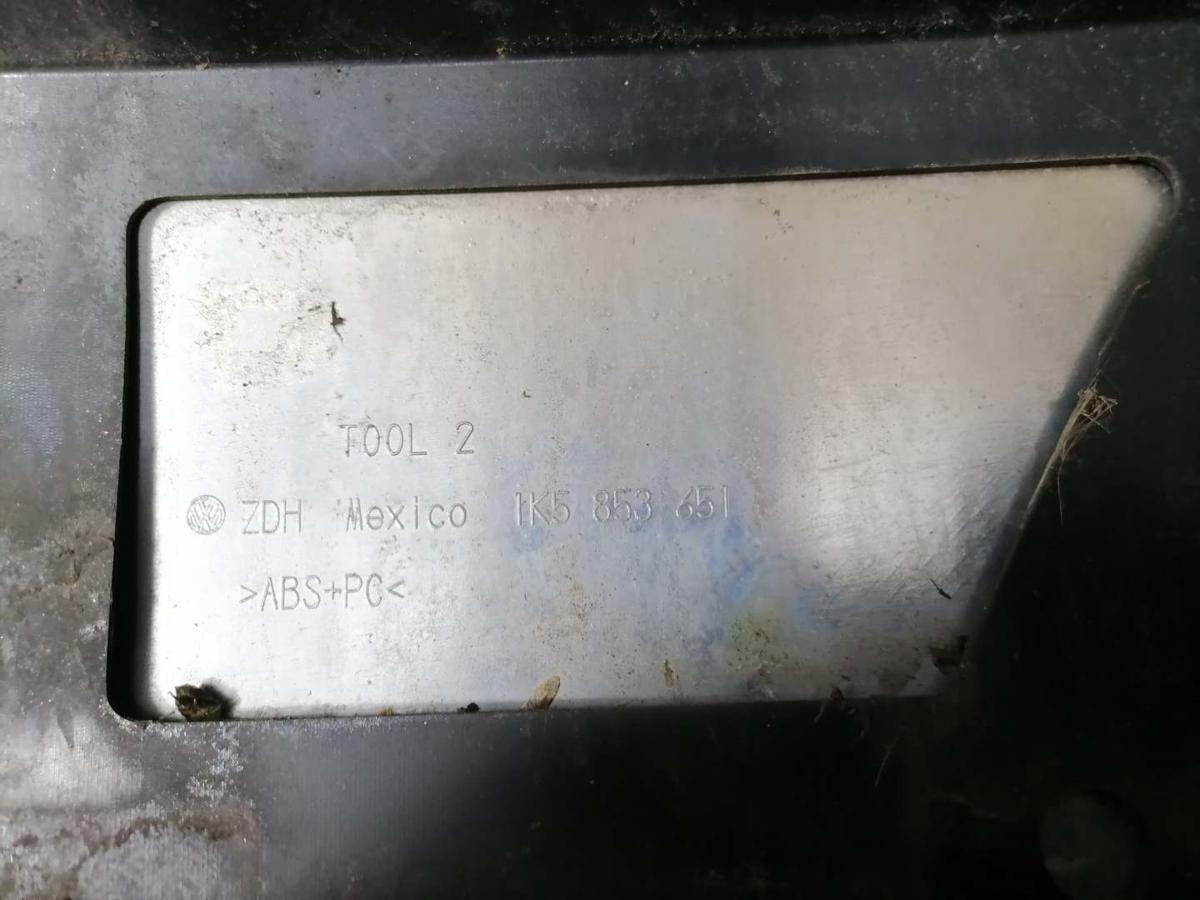 TOOL 2
ZDH Mexico 1K5 853 651
>ABS+PC<